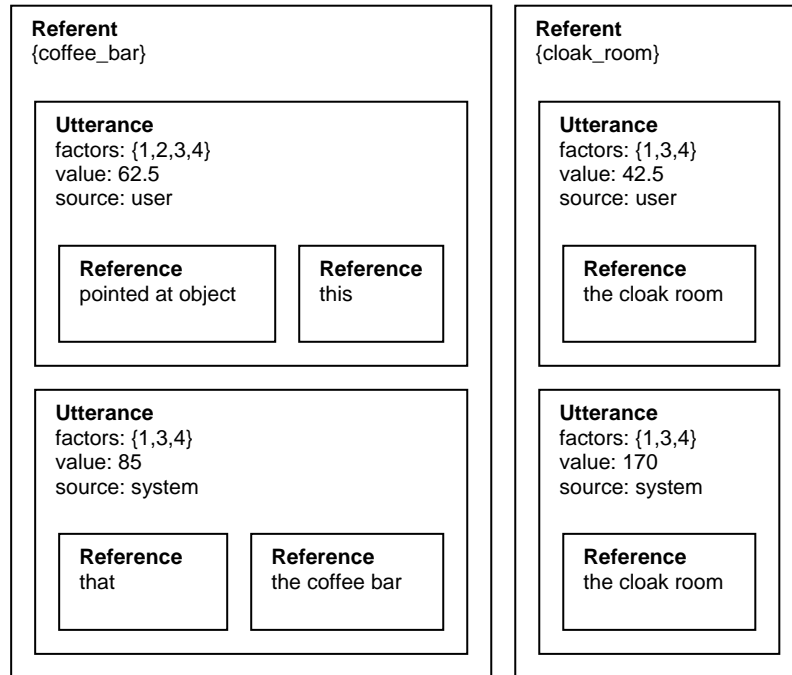 Referent
{coffee_bar}
Utterance
factors: {1,2,3,4}
value: 62.5
source: user
Reference
pointed at object
Reference
this
Utterance
factors: {1,3,4}
value: 85
source: system
Reference
that
Reference
the coffee bar
Referent
{cloak_room}
Utterance
factors: {1,3,4}
value: 42.5
source: user
Reference
the cloak room
Utterance
factors: {1,3,4}
value: 170
source: system
Reference
the cloak room